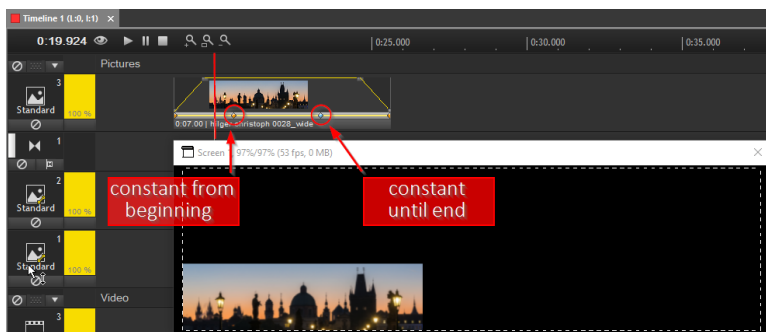 Timeline 1 (L:0, I:1) ×
0:19.924
0:25.000
0:30.000
0:35.000
Pictures
3
Standard
100 %
0:07.00 | hilger christoph 0028_wide
1
Screen 97%/97% (53 fps, 0 MB)
constant from
beginning
constant
until end
2
Standard
100 %
1
Standard
100 %
Video
3